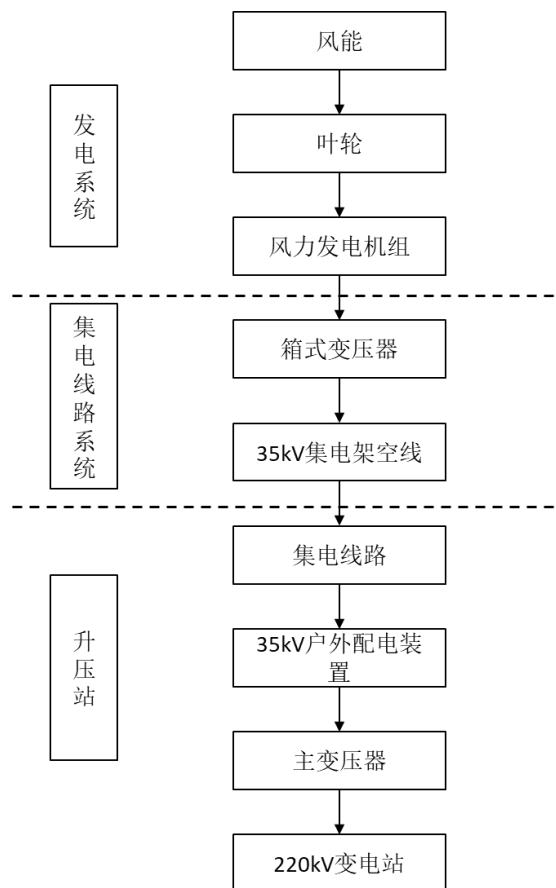 风能
发电系统
叶轮
风力发电机组
集电线路系统
箱式变压器
35kV集电架空线
集电线路
升压站
35kV户外配电装
置
主变压器
220kV变电站